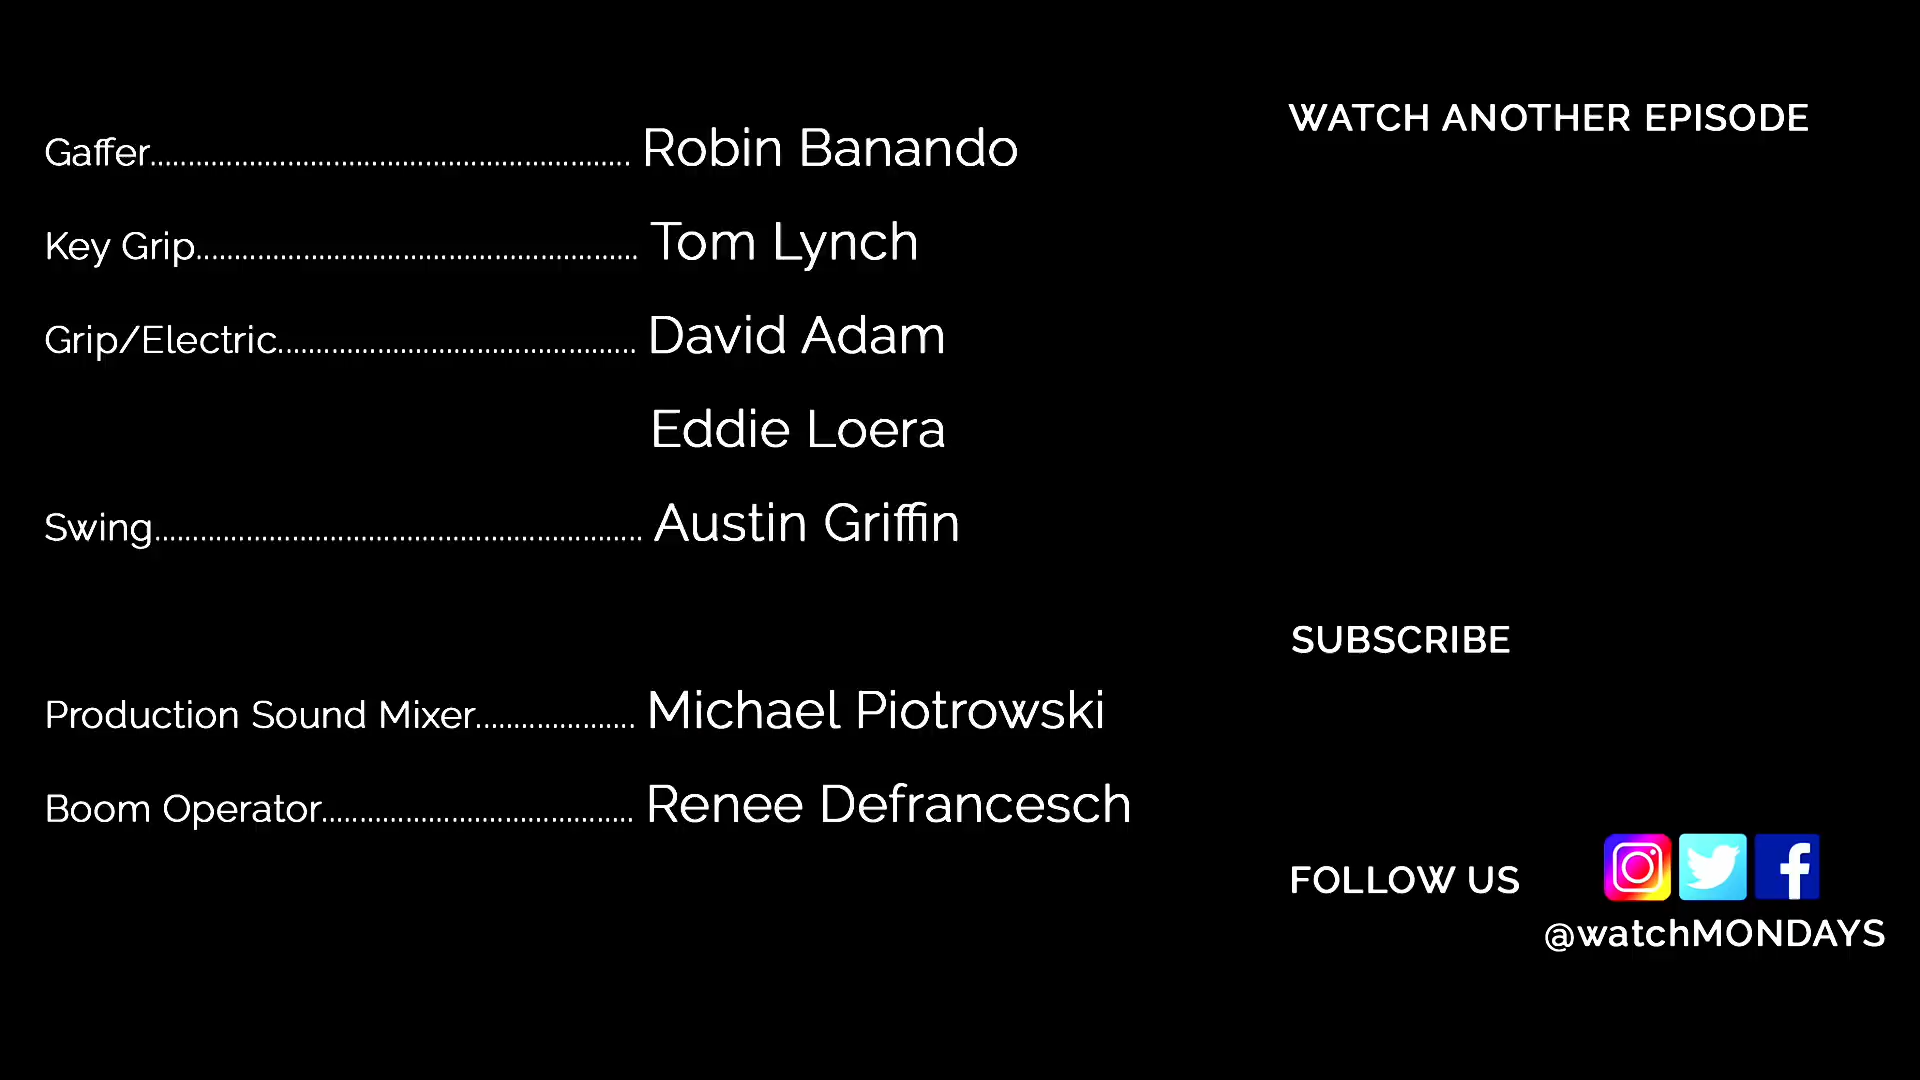 Gaffer............................................................... Robin Banando
Key Grip.......................................................... Tom Lynch
Grip/Electric............................................... David Adam
Eddie Loera
Swing................................................................ Austin Griffin
Production Sound Mixer..................... Michael Piotrowski
Boom Operator......................................... Renee Defrancesch
WATCH ANOTHER EPISODE
SUBSCRIBE
FOLLOW US
@watchMONDAYS